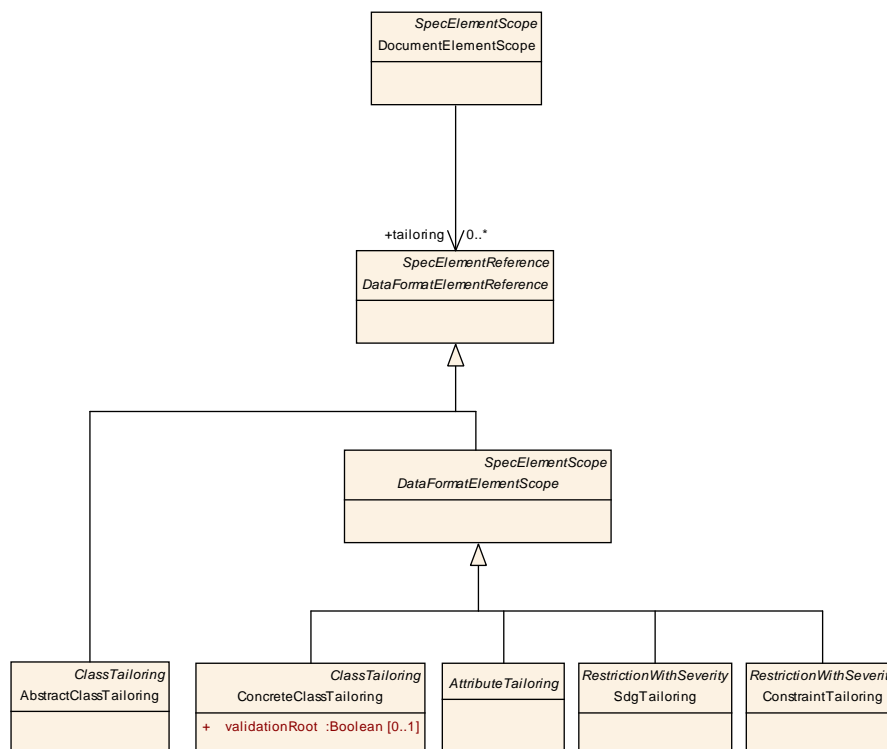 SpecElementScope
DocumentElementScope
+tailoring 0..*
SpecElementReference
DataFormatElementReference
SpecElementScope
DataFormatElementScope
ClassTailoring
AbstractClassTailoring
ClassTailoring
ConcreteClassTailoring
+ validationRoot :Boolean [0..1]
AttributeTailoring
RestrictionWithSeverity
SdgTailoring
RestrictionWithSeverit
ConstraintTailoring